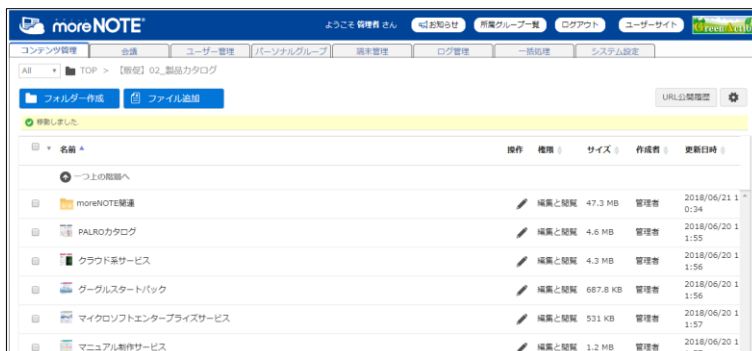 moreNOTE
ようこそ 管理者 さん
お知らせ
所属グループ一覧
ログアウト
ユーザーサイト
コンテンツ管理
会議
ユーザー管理
パーソナルグループ
端末管理
ログ管理
一括処理
システム設定
All
TOP > 【販促】02_製品カタログ
フォルダー作成
ファイル追加
URL公開履歴
移動しました
名前
操作
権限
サイズ
作成者
更新日時
一つ上の階層へ
moreNOTE関連 編集と閲覧 47.3 MB 管理者 2018/06/21 1
0:34
PALROカタログ 編集と閲覧 4.6 MB 管理者 2018/06/20 1
1:55
クラウド系サービス 編集と閲覧 4.3 MB 管理者 2018/06/20 1
1:56
グーグルスタートパック 編集と閲覧 687.8 KB 管理者 2018/06/20 1
1:56
マイクロソフトエンタープライズサービス 編集と閲覧 531 KB 管理者 2018/06/20 1
1:57
マニュアル制作サービス 編集と閲覧 1.2 MB 管理者 2018/06/20 1